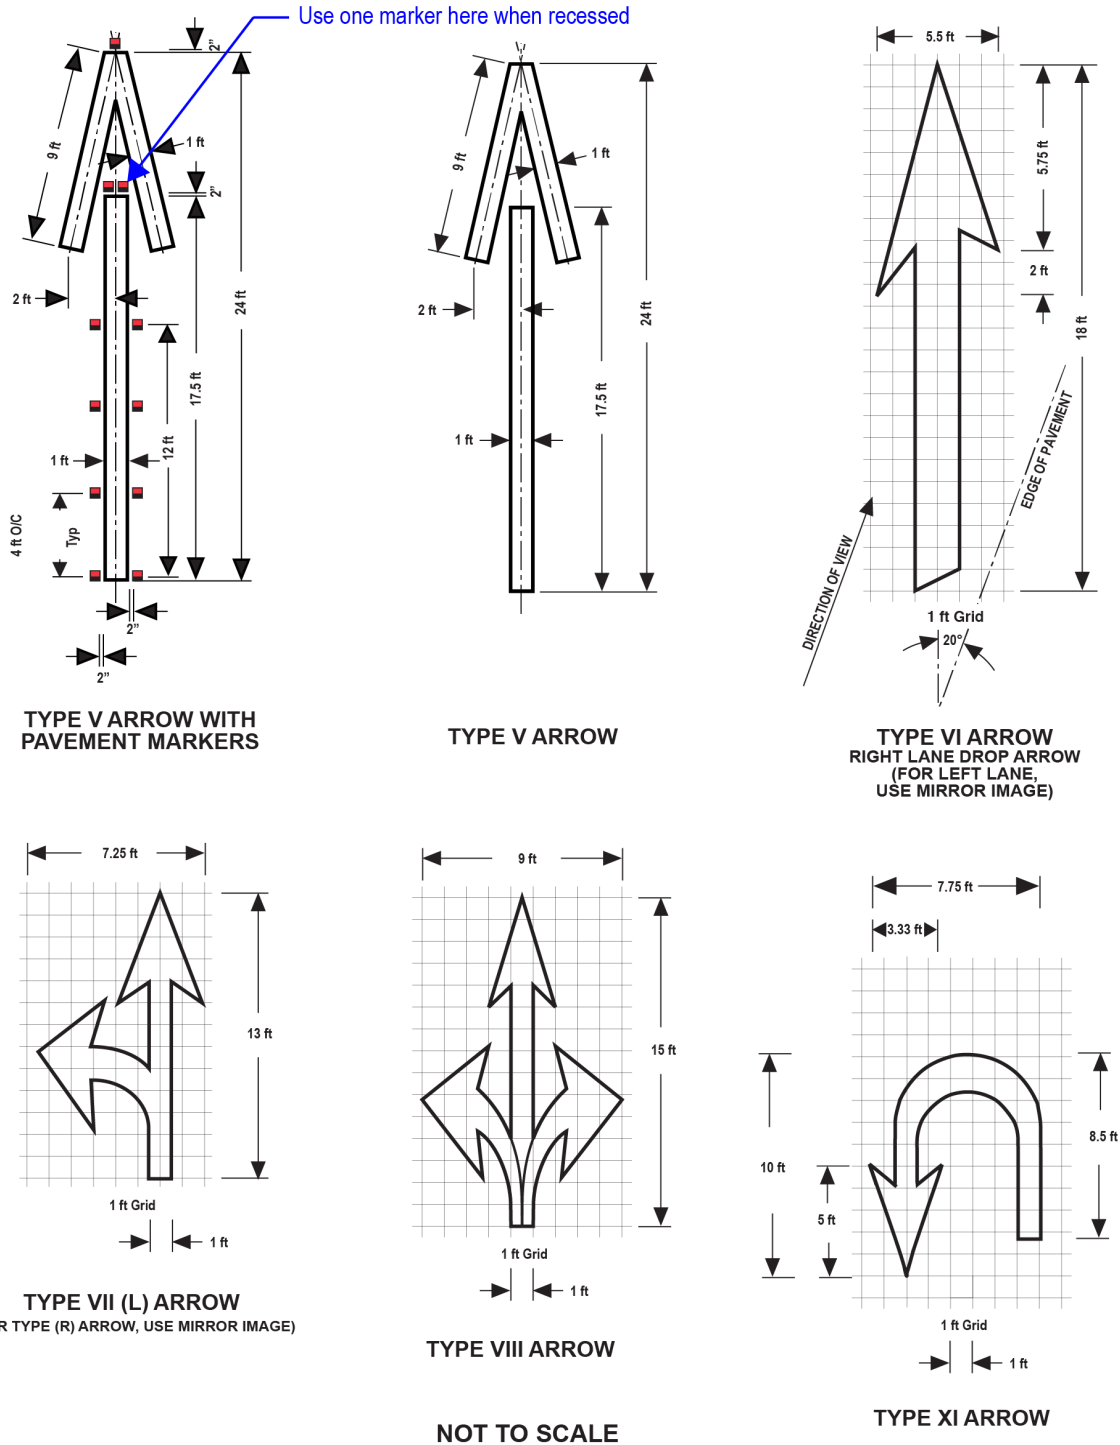 Use one marker here when recessed
2"
9 ft
1 ft
2"
2 ft
24 ft
17.5 ft
12 ft
1 ft
4 ft O/C
Typ
2"
2"
TYPE V ARROW WITH
PAVEMENT MARKERS
9 ft
1 ft
2 ft
24 ft
17.5 ft
1 ft
TYPE V ARROW
5.5 ft
5.75 ft
2 ft
18 ft
EDGE OF PAVEMENT
DIRECTION OF VIEW
1 ft Grid
20°
TYPE VI ARROW
RIGHT LANE DROP ARROW
(FOR LEFT LANE,
USE MIRROR IMAGE)
7.25 ft
13 ft
1 ft Grid
1 ft
TYPE VII (L) ARROW
R TYPE (R) ARROW, USE MIRROR IMAGE)
9 ft
15 ft
1 ft Grid
1 ft
TYPE VIII ARROW
7.75 ft
3.33 ft
10 ft
8.5 ft
5 ft
1 ft Grid
1 ft
TYPE XI ARROW
NOT TO SCALE